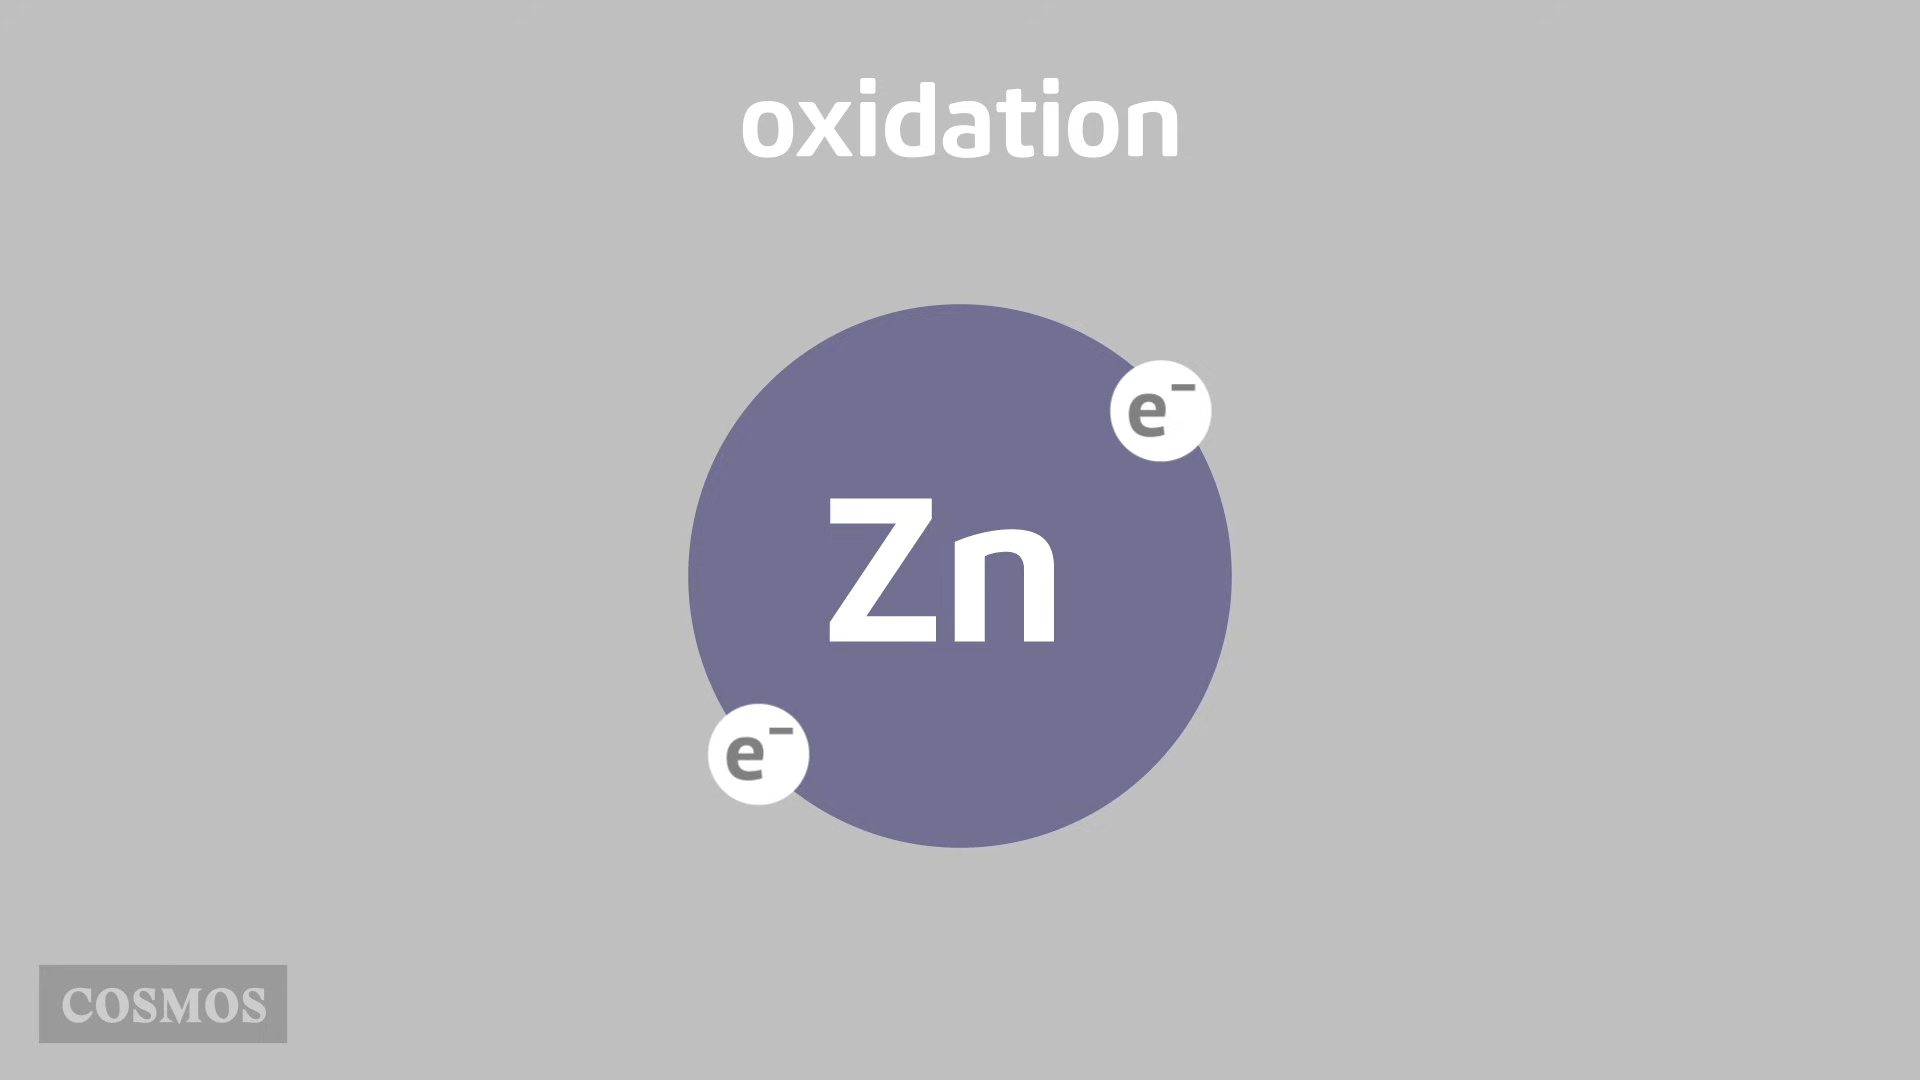 oxidation
e⁻
Zn
e⁻
COSMOS